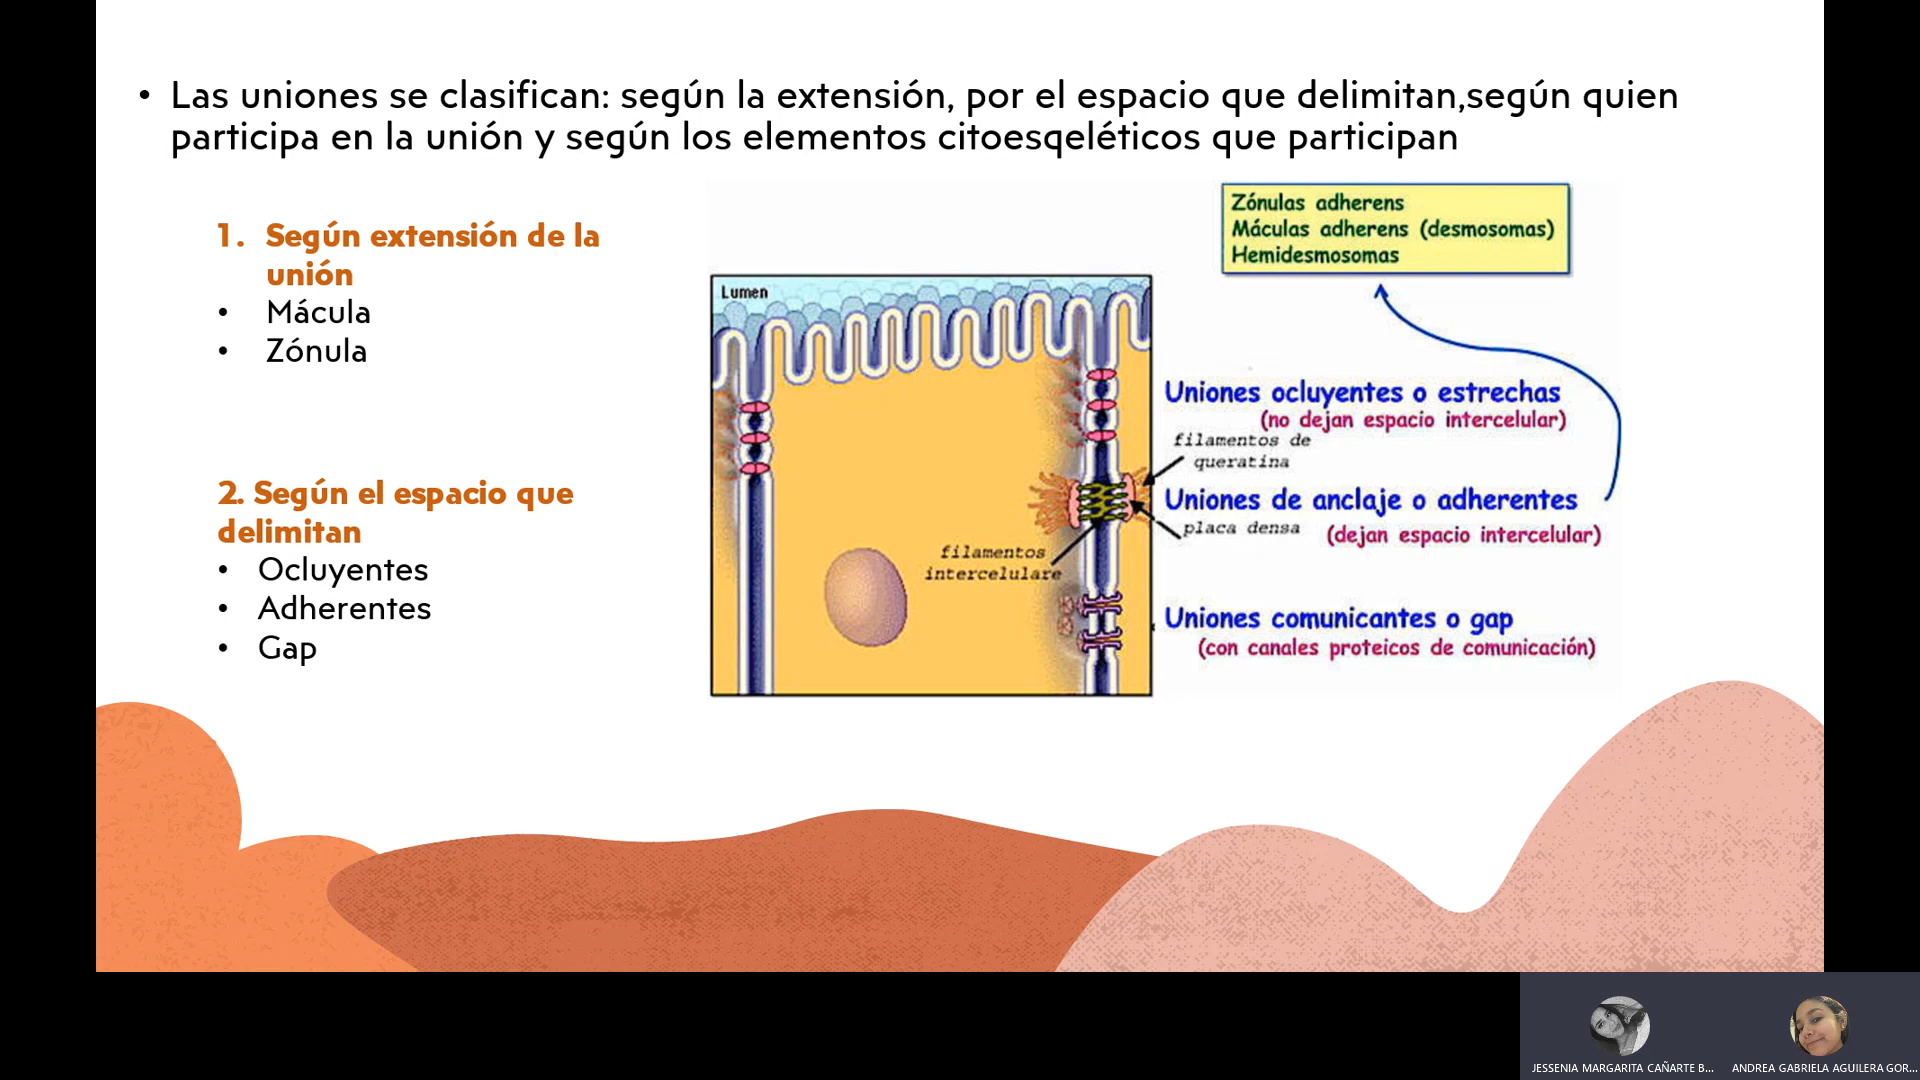 • Las uniones se clasifican: según la extensión, por el espacio que delimitan,según quien
participa en la unión y según los elementos citoesqeléticos que participan
1. Según extensión de la
unión
• Mácula
• Zónula
2. Según el espacio que
delimitan
• Ocluyentes
• Adherentes
• Gap
Zónulas adherens
Máculas adherens (desmosomas)
Hemidesmosomas
Lumen
Uniones ocluyentes o estrechas
(no dejan espacio intercelular)
filamentos de
queratina
Uniones de anclaje o adherentes
placa densa
(dejan espacio intercelular)
filamentos
intercelulare
Uniones comunicantes o gap
(con canales proteicos de comunicación)
JESSENIA MARGARITA CAÑARTE B...
ANDREA GABRIELA AGUILERA GOR...